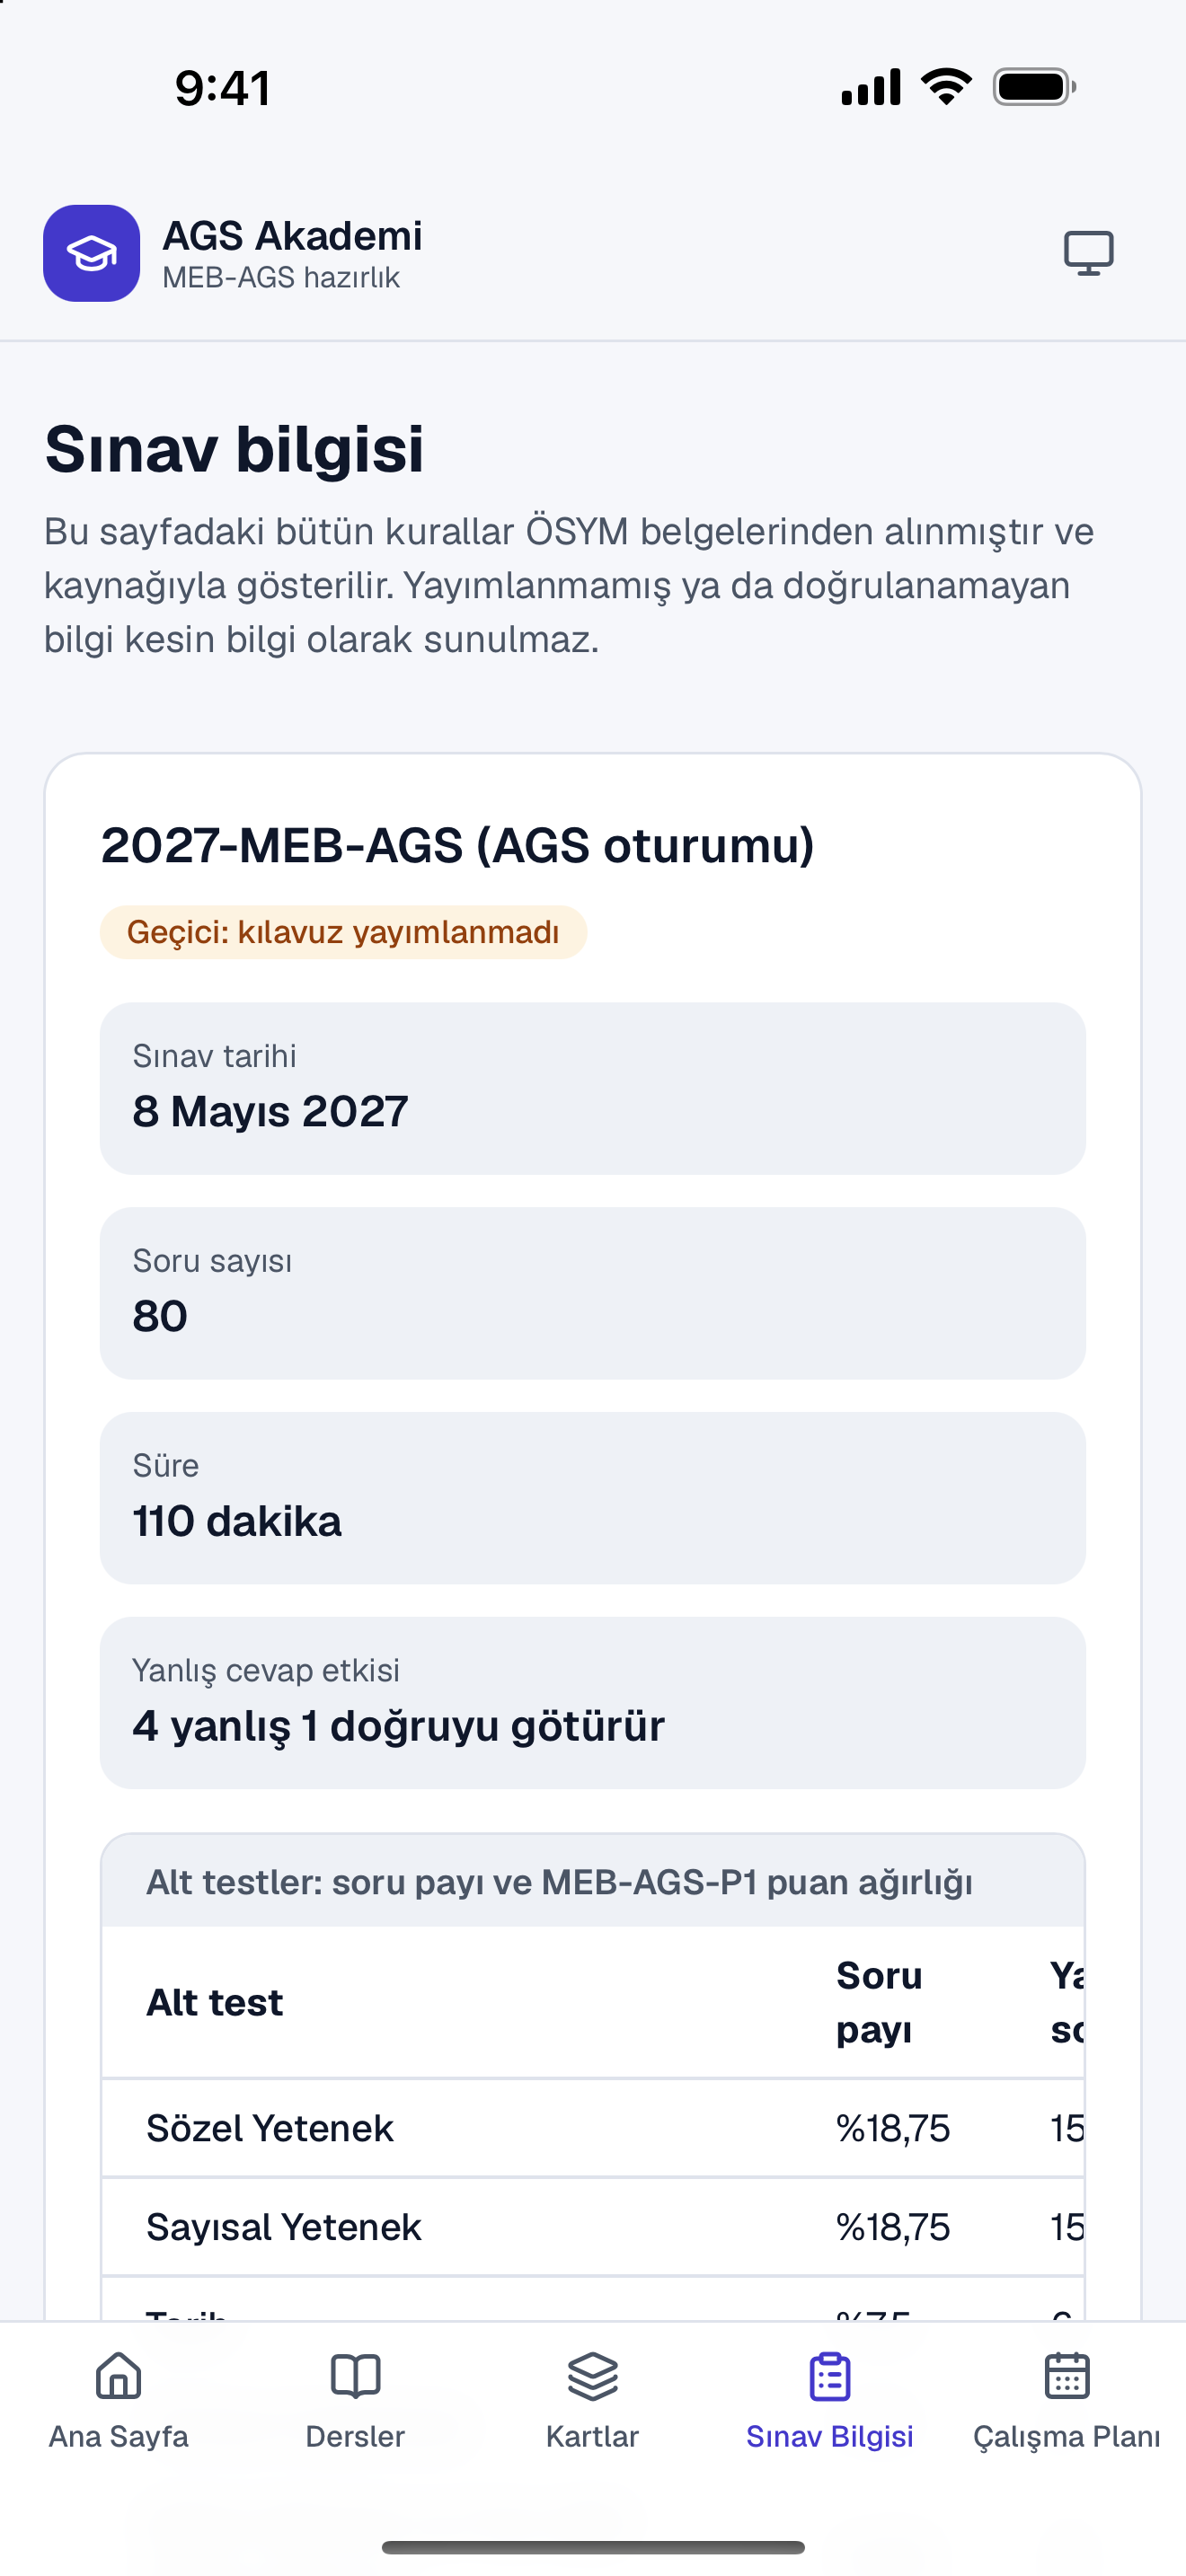 9:41
AGS Akademi
MEB-AGS hazırlık
Sınav bilgisi
Bu sayfadaki bütün kurallar ÖSYM belgelerinden alınmıştır ve
kaynağıyla gösterilir. Yayımlanmamış ya da doğrulanamayan
bilgi kesin bilgi olarak sunulmaz.
2027-MEB-AGS (AGS oturumu)
Geçici: kılavuz yayımlanmadı
Sınav tarihi
8 Mayıs 2027
Soru sayısı
80
Süre
110 dakika
Yanlış cevap etkisi
4 yanlış 1 doğruyu götürür
Alt testler: soru payı ve MEB-AGS-P1 puan ağırlığı
Alt test
Soru
payı
Sözel Yetenek %18,75 15
Sayısal Yetenek %18,75 15
Ana Sayfa
Dersler
Kartlar
Sınav Bilgisi
Çalışma Planı